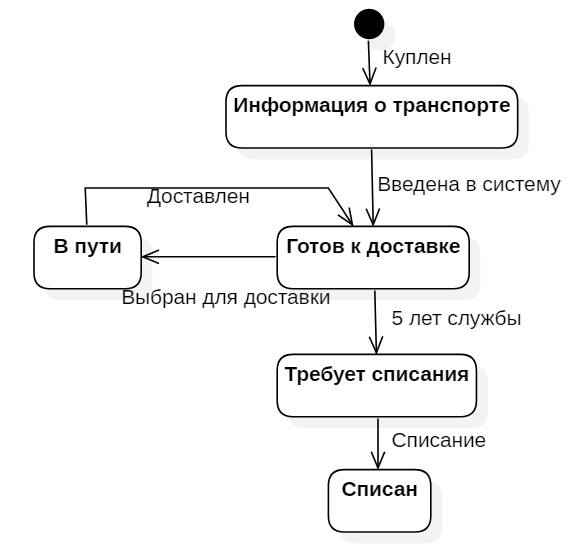 Куплен
Информация о транспорте
Введена в систему
Доставлен
В пути
Готов к доставке
Выбран для доставки
5 лет службы
Требует списания
Списание
Списан